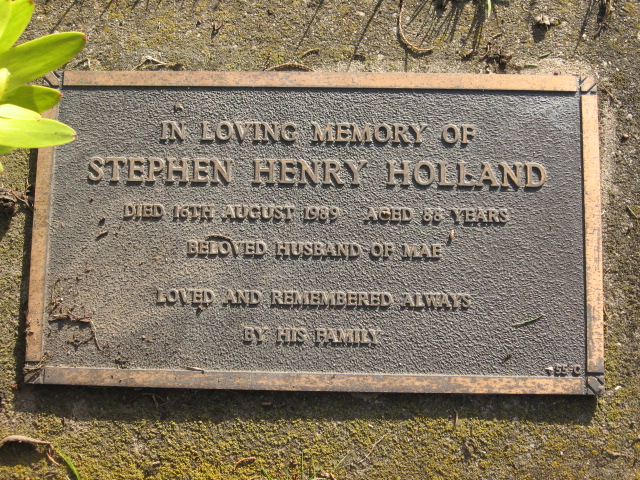 IN LOVING MEMORY OF
STEPHEN HENRY HOLLAND
DIED 16TH AUGUST 1989 AGED 88 YEARS
BELOVED HUSBAND OF MAE
LOVED AND REMEMBERED ALWAYS
BY HIS FAMILY